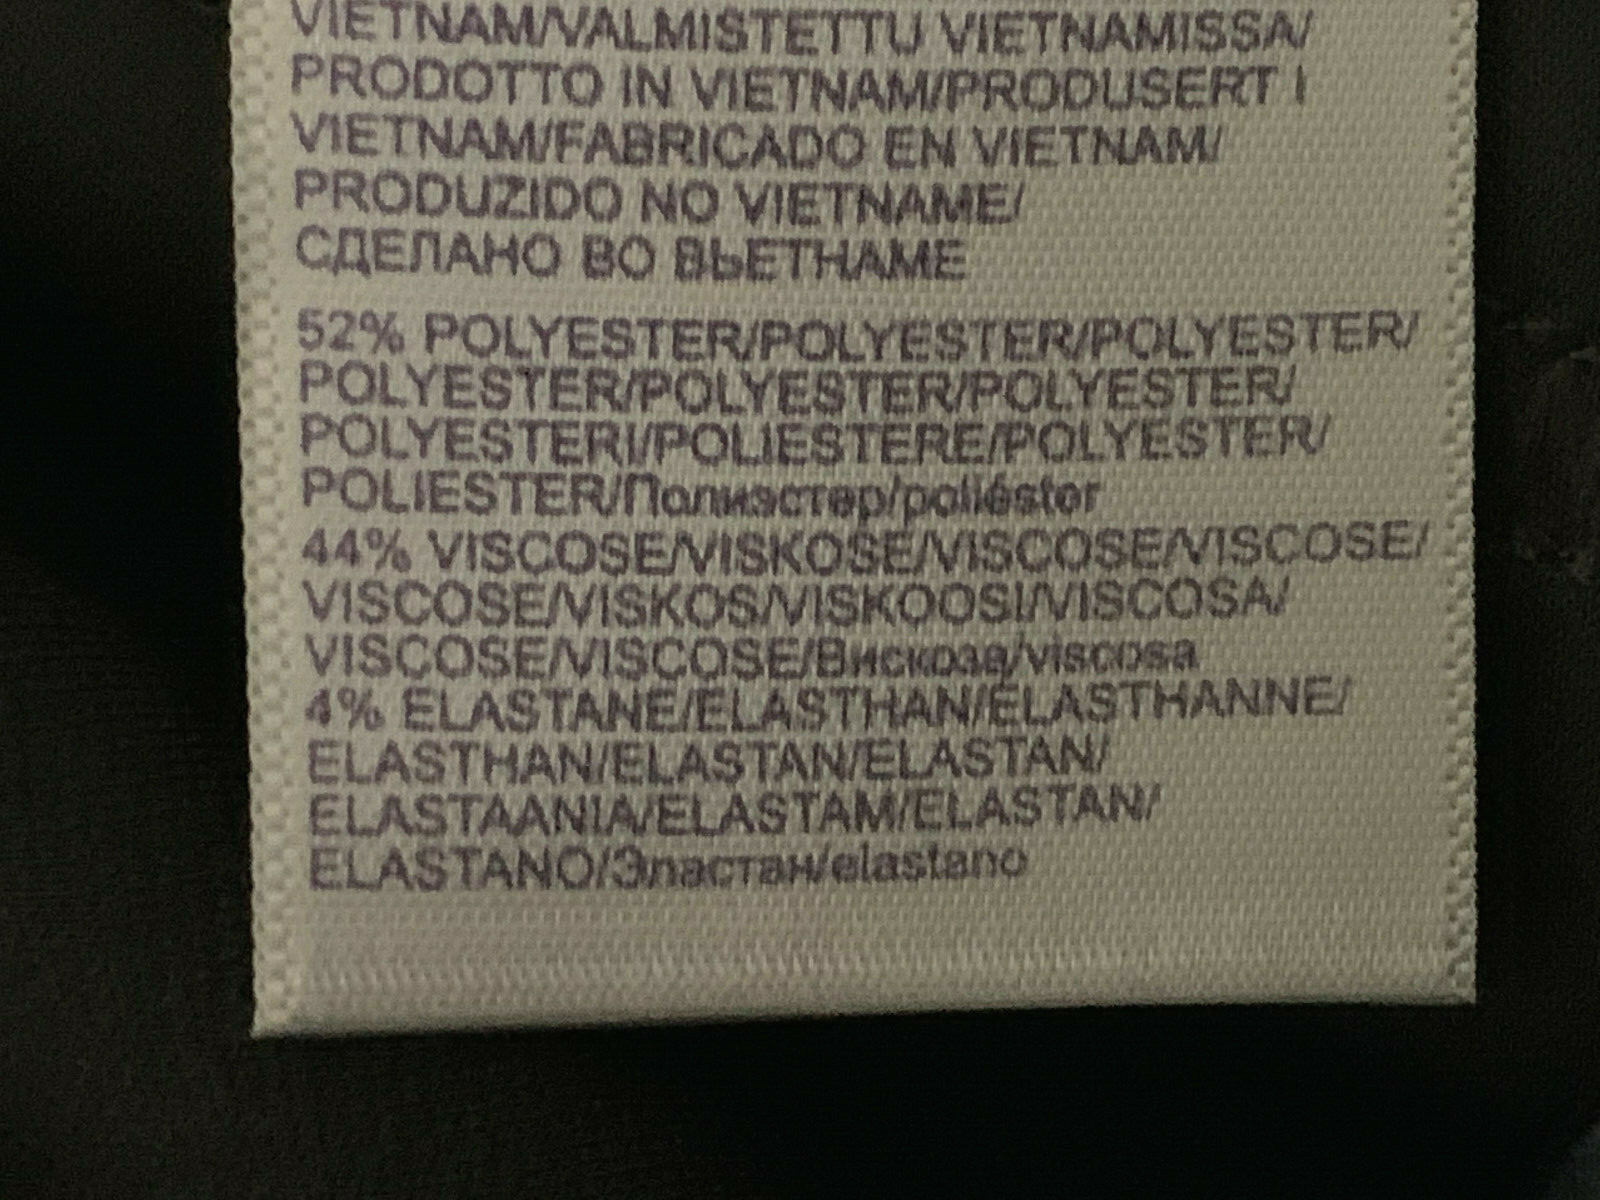 VIETNAM/VALMISTETTU VIETNAMISSA/
PRODOTTO IN VIETNAM/PRODUSERT I
VIETNAM/FABRICADO EN VIETNAM/
PRODUZIDO NO VIETNAME/
СДЕЛАНО ВО ВЬЕТНАМЕ
52% POLYESTER/POLYESTER/POLYESTER/
POLYESTER/POLYESTER/POLYESTER/
POLYESTERI/POLIESTERE/POLYESTER/
POLIESTER/Полиэстер/poliéster
44% VISCOSE/VISKOSE/VISCOSE/VISCOSE/
VISCOSE/VISKOS/VISKOOSI/VISCOSA/
VISCOSE/VISCOSE/Вискоза/viscosa
4% ELASTANE/ELASTHAN/ÉLASTHANNE/
ELASTHAN/ELASTAN/ELASTAN/
ELASTAANIA/ELASTAM/ELASTAN/
ELASTANO/Эластан/elastano